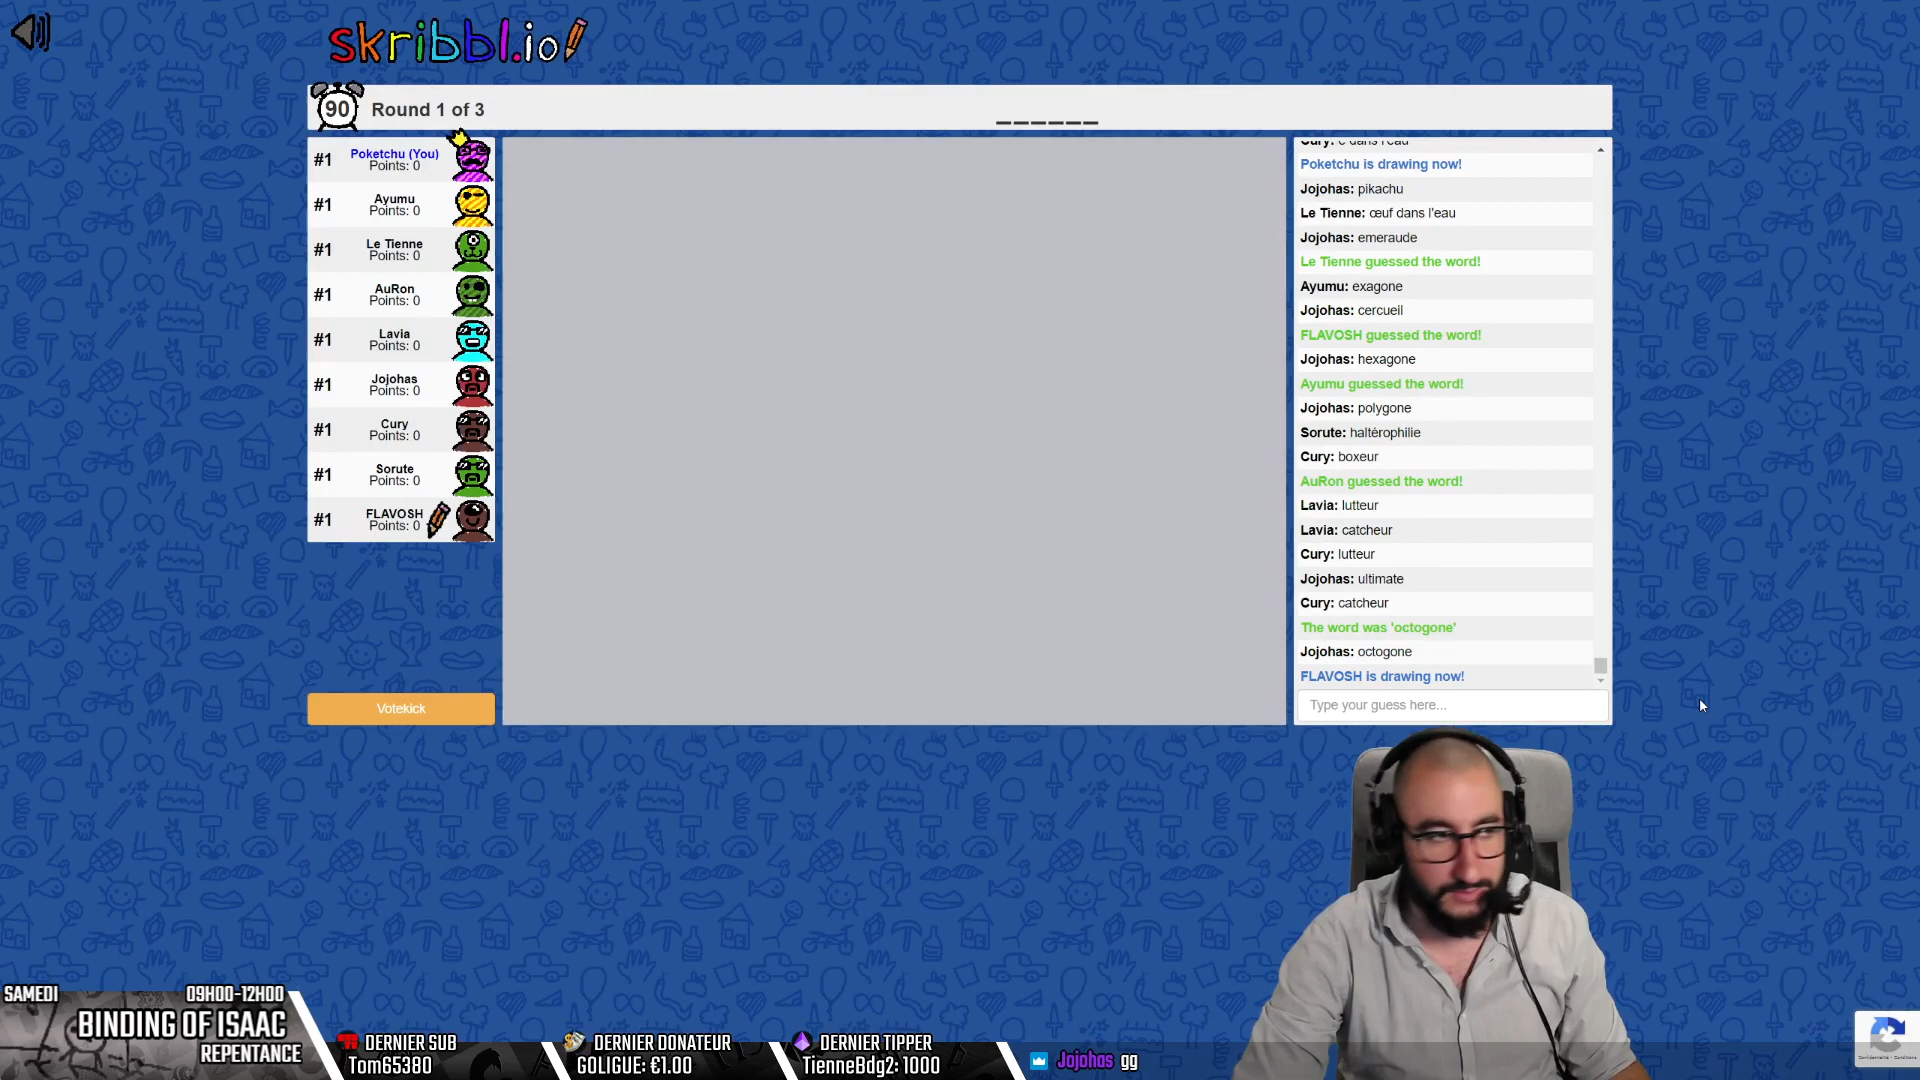 skribbl.io
90
Round 1 of 3
______
#1 Poketchu (You)
Points: 0
#1 Ayumu
Points: 0
#1 Le Tienne
Points: 0
#1 AuRon
Points: 0
#1 Lavia
Points: 0
#1 Jojohas
Points: 0
#1 Cury
Points: 0
#1 Sorute
Points: 0
#1 FLAVOSH
Points: 0
Votekick
Poketchu is drawing now!
Jojohas: pikachu
Le Tienne: œuf dans l'eau
Jojohas: emeraude
Le Tienne guessed the word!
Ayumu: exagone
Jojohas: cercueil
FLAVOSH guessed the word!
Jojohas: hexagone
Ayumu guessed the word!
Jojohas: polygone
Sorute: haltérophilie
Cury: boxeur
AuRon guessed the word!
Lavia: lutteur
Lavia: catcheur
Cury: lutteur
Jojohas: ultimate
Cury: catcheur
The word was 'octogone'
Jojohas: octogone
FLAVOSH is drawing now!
Type your guess here...
SAMEDI 09H00-12H00
BINDING OF ISAAC
REPENTANCE
DERNIER SUB
Tom65380
DERNIER DONATEUR
GOLIGUE: €1.00
DERNIER TIPPER
TienneBdg2: 1000
Jojohas gg